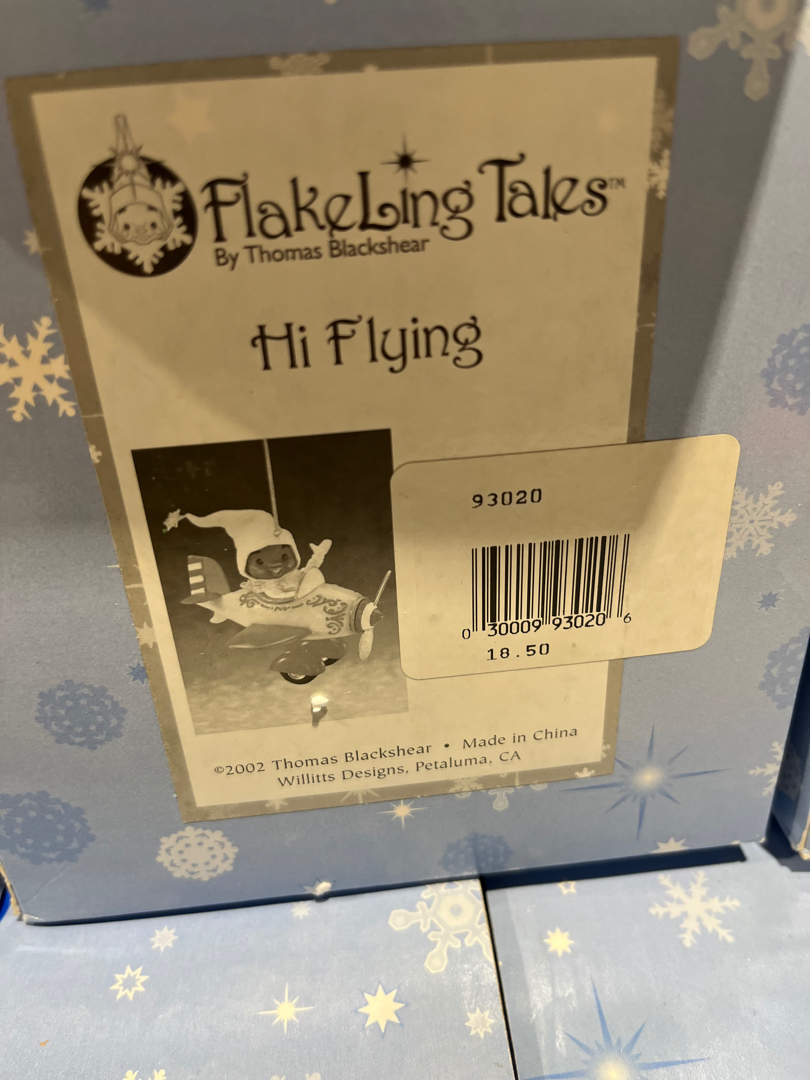 FlakeLing Tales™
By Thomas Blackshear
Hi Flying
93020
0 30009 93020 6
18.50
©2002 Thomas Blackshear • Made in China
Willitts Designs, Petaluma, CA